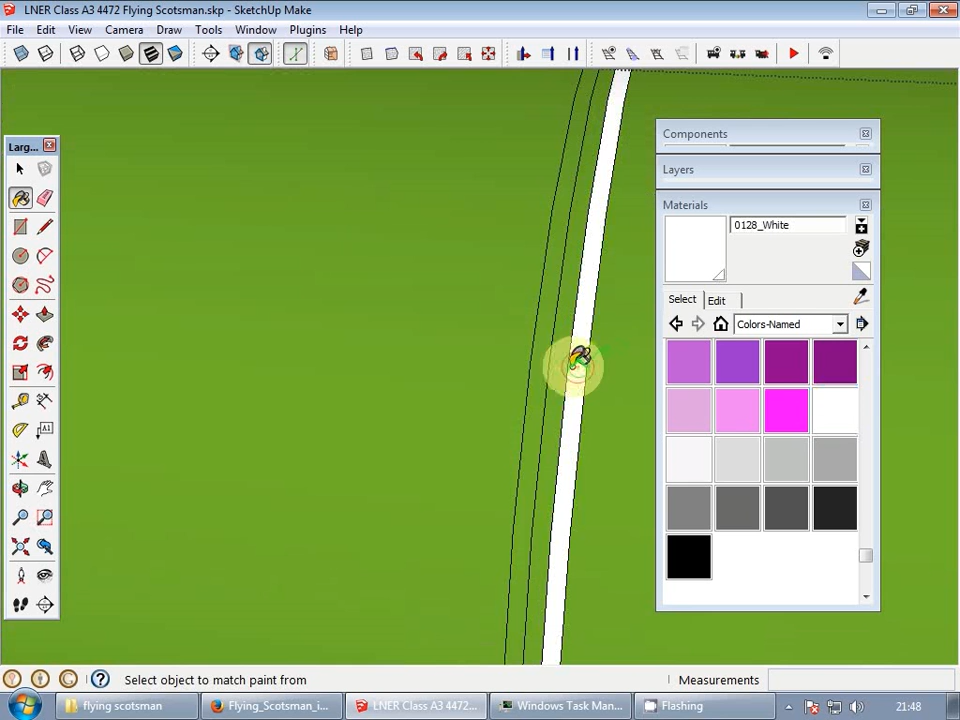 LNER Class A3 4472 Flying Scotsman.skp - SketchUp Make
File Edit View Camera Draw Tools Window Plugins Help
Larg...
A1
Components
Layers
Materials
0128_White
Select Edit
Colors-Named
Select object to match paint from
Measurements
flying scotsman
Flying_Scotsman_i...
LNER Class A3 4472...
Windows Task Man...
Flashing
21:48